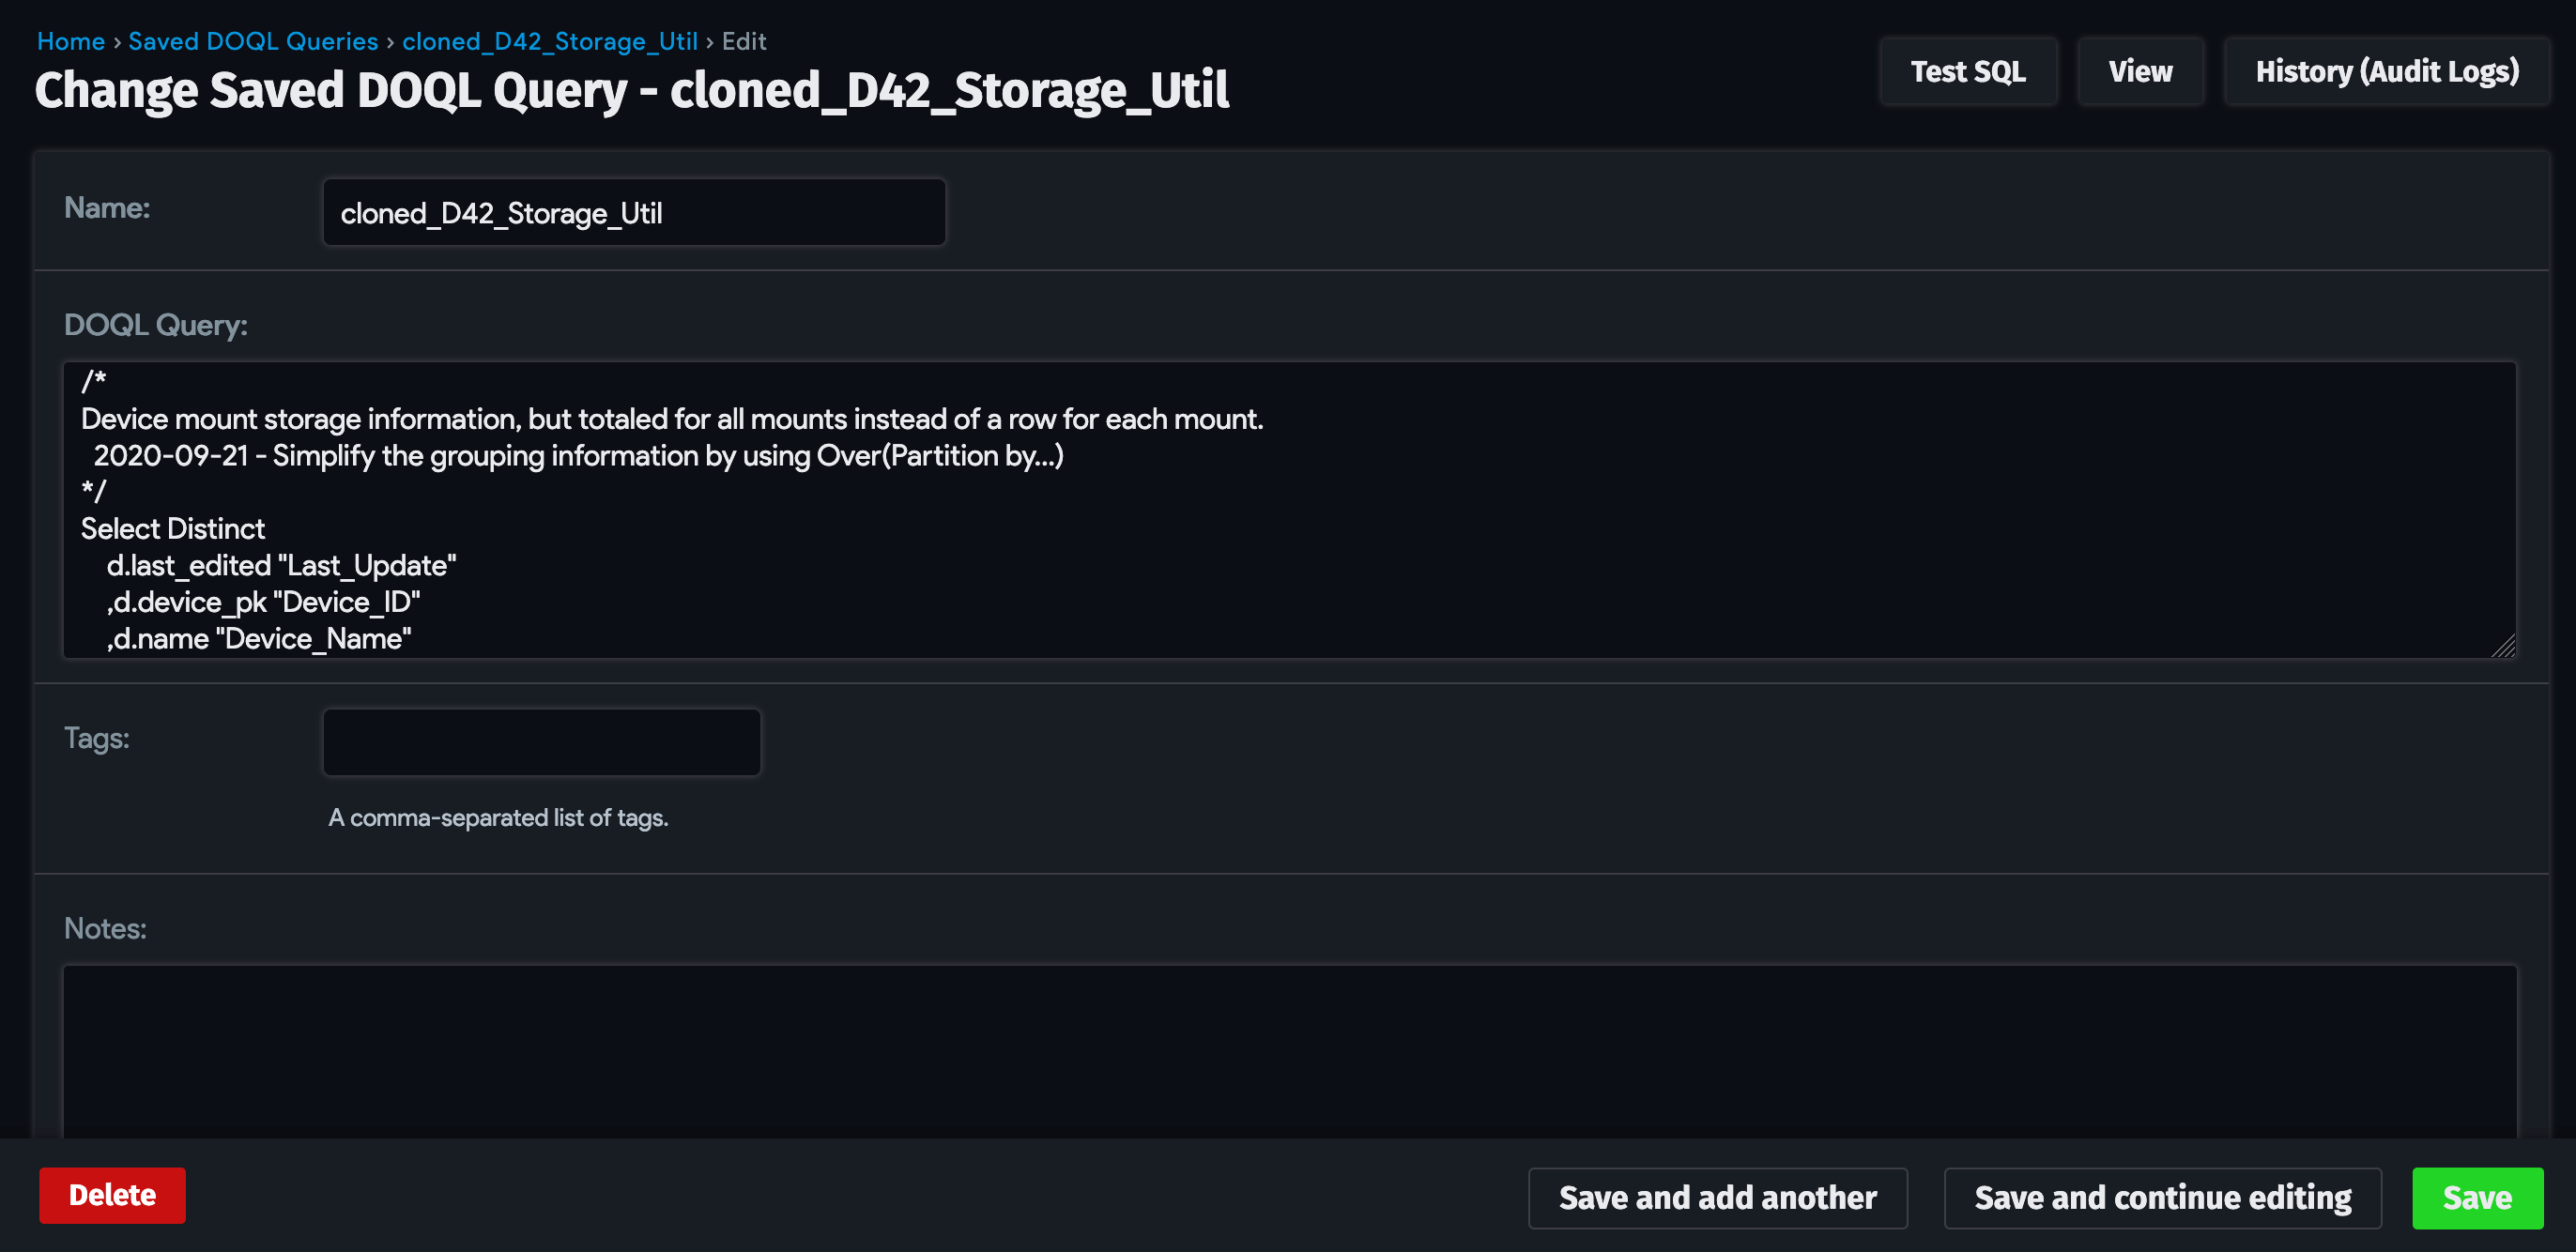 Home › Saved DOQL Queries › cloned_D42_Storage_Util › Edit
Change Saved DOQL Query - cloned_D42_Storage_Util
Test SQL
View
History (Audit Logs)
Name:
cloned_D42_Storage_Util
DOQL Query:
/*
Device mount storage information, but totaled for all mounts instead of a row for each mount.
2020-09-21 - Simplify the grouping information by using Over(Partition by...)
*/
Select Distinct
d.last_edited "Last_Update"
,d.device_pk "Device_ID"
,d.name "Device_Name"
Tags:
A comma-separated list of tags.
Notes:
Delete
Save and add another
Save and continue editing
Save